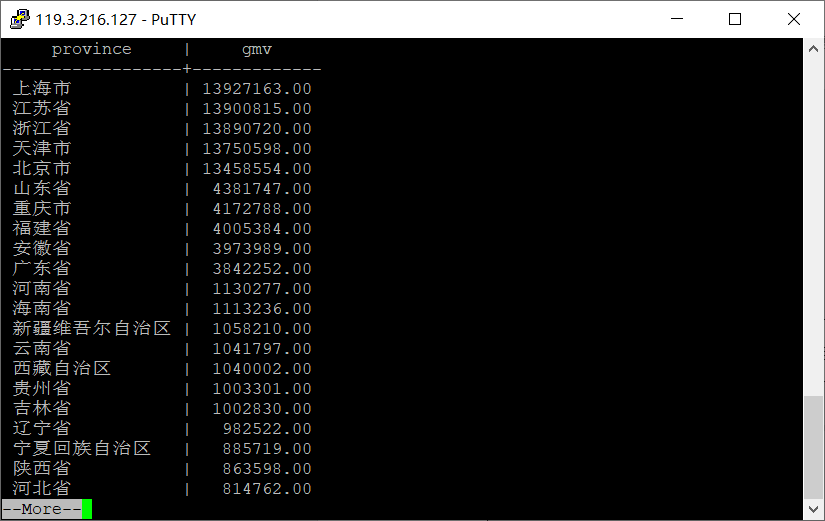 119.3.216.127 - PuTTY
province | gmv
------------------+-------------
上海市 | 13927163.00
江苏省 | 13900815.00
浙江省 | 13890720.00
天津市 | 13750598.00
北京市 | 13458554.00
山东省 | 4381747.00
重庆市 | 4172788.00
福建省 | 4005384.00
安徽省 | 3973989.00
广东省 | 3842252.00
河南省 | 1130277.00
海南省 | 1113236.00
新疆维吾尔自治区 | 1058210.00
云南省 | 1041797.00
西藏自治区 | 1040002.00
贵州省 | 1003301.00
吉林省 | 1002830.00
辽宁省 | 982522.00
宁夏回族自治区 | 885719.00
陕西省 | 863598.00
河北省 | 814762.00
--More--